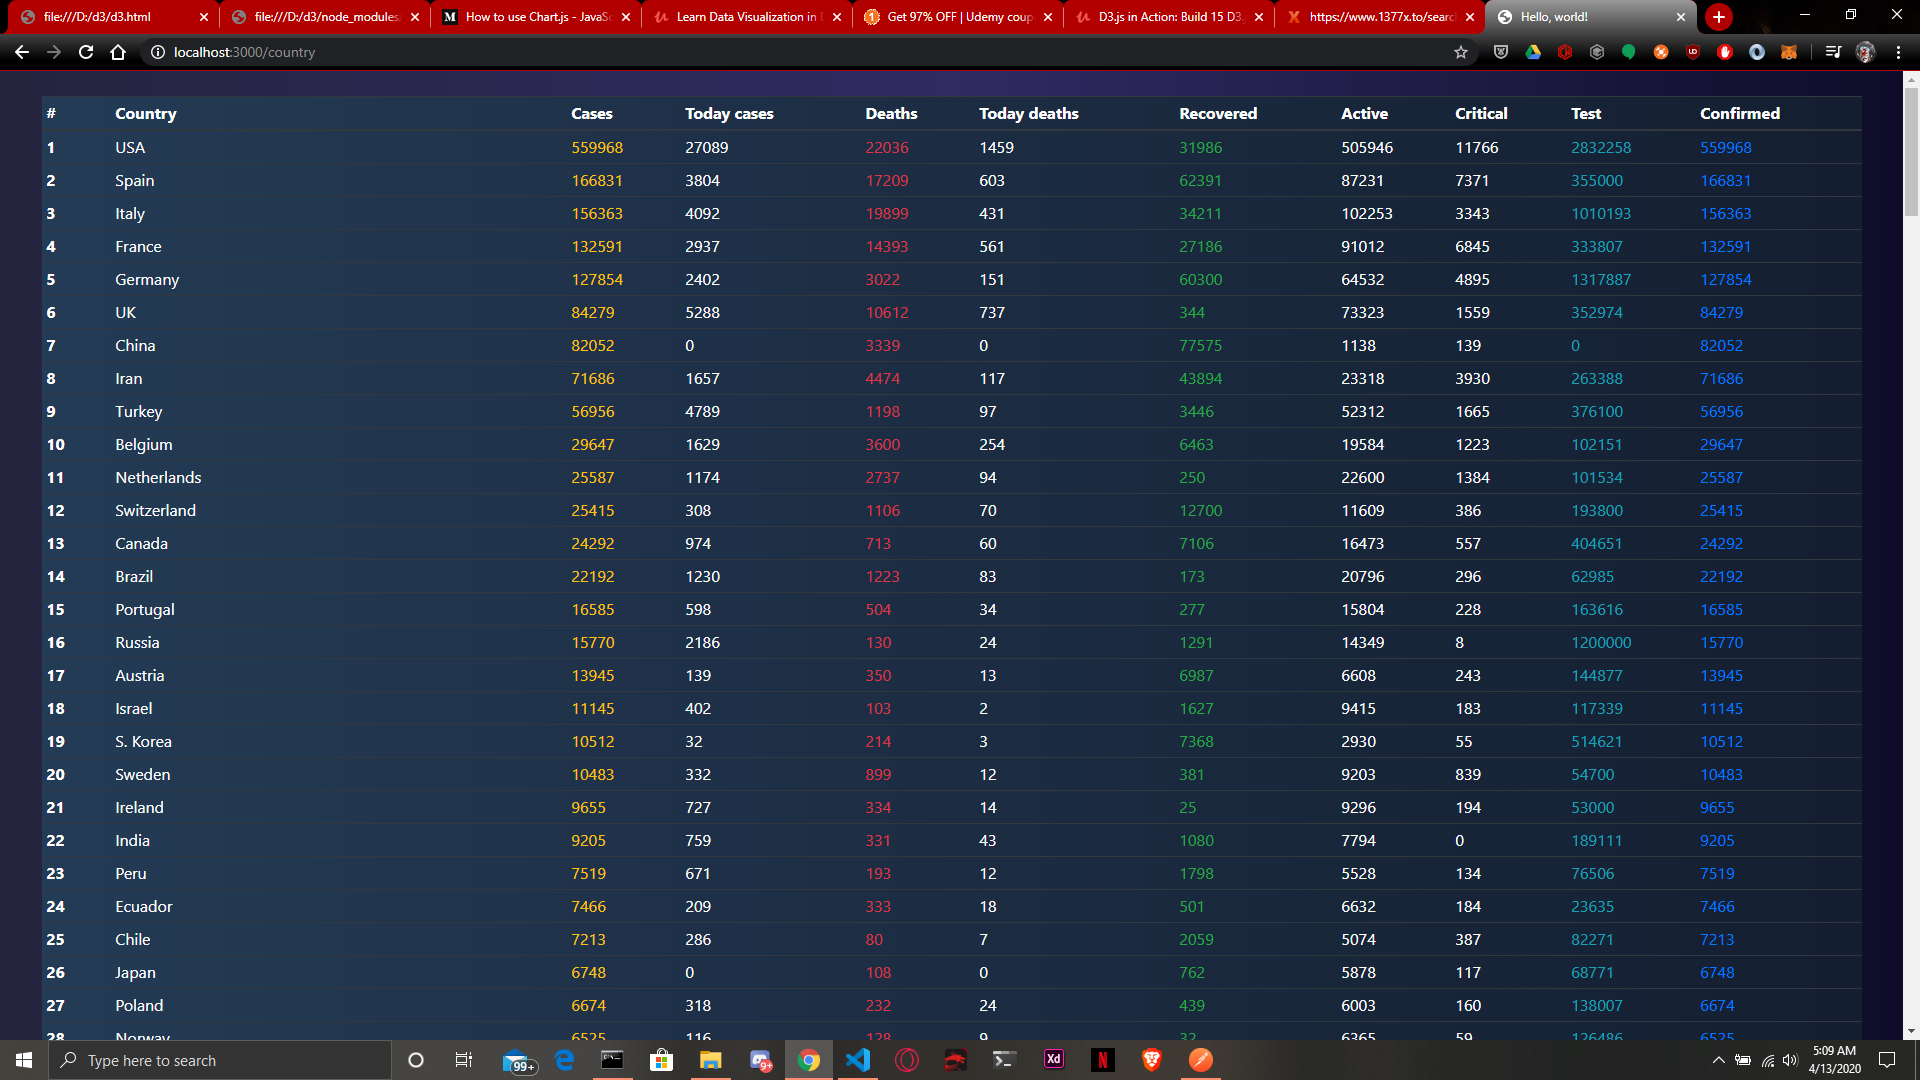 file:///D:/d3/d3.html file:///D:/d3/node_modules/ How to use Chart.js - JavaSc Learn Data Visualization in D Get 97% OFF | Udemy coup D3.js in Action: Build 15 D3. https://www.1377x.to/searc Hello, world!
localhost:3000/country
# Country Cases Today cases Deaths Today deaths Recovered Active Critical Test Confirmed
1 USA 559968 27089 22036 1459 31986 505946 11766 2832258 559968
2 Spain 166831 3804 17209 603 62391 87231 7371 355000 166831
3 Italy 156363 4092 19899 431 34211 102253 3343 1010193 156363
4 France 132591 2937 14393 561 27186 91012 6845 333807 132591
5 Germany 127854 2402 3022 151 60300 64532 4895 1317887 127854
6 UK 84279 5288 10612 737 344 73323 1559 352974 84279
7 China 82052 0 3339 0 77575 1138 139 0 82052
8 Iran 71686 1657 4474 117 43894 23318 3930 263388 71686
9 Turkey 56956 4789 1198 97 3446 52312 1665 376100 56956
10 Belgium 29647 1629 3600 254 6463 19584 1223 102151 29647
11 Netherlands 25587 1174 2737 94 250 22600 1384 101534 25587
12 Switzerland 25415 308 1106 70 12700 11609 386 193800 25415
13 Canada 24292 974 713 60 7106 16473 557 404651 24292
14 Brazil 22192 1230 1223 83 173 20796 296 62985 22192
15 Portugal 16585 598 504 34 277 15804 228 163616 16585
16 Russia 15770 2186 130 24 1291 14349 8 1200000 15770
17 Austria 13945 139 350 13 6987 6608 243 144877 13945
18 Israel 11145 402 103 2 1627 9415 183 117339 11145
19 S. Korea 10512 32 214 3 7368 2930 55 514621 10512
20 Sweden 10483 332 899 12 381 9203 839 54700 10483
21 Ireland 9655 727 334 14 25 9296 194 53000 9655
22 India 9205 759 331 43 1080 7794 0 189111 9205
23 Peru 7519 671 193 12 1798 5528 134 76506 7519
24 Ecuador 7466 209 333 18 501 6632 184 23635 7466
25 Chile 7213 286 80 7 2059 5074 387 82271 7213
26 Japan 6748 0 108 0 762 5878 117 68771 6748
27 Poland 6674 318 232 24 439 6003 160 138007 6674
28 Norway 6525 116 128 9 32 6365 59 126486 6525
Type here to search 99+ 9+ Xd N 5:09 AM
4/13/2020